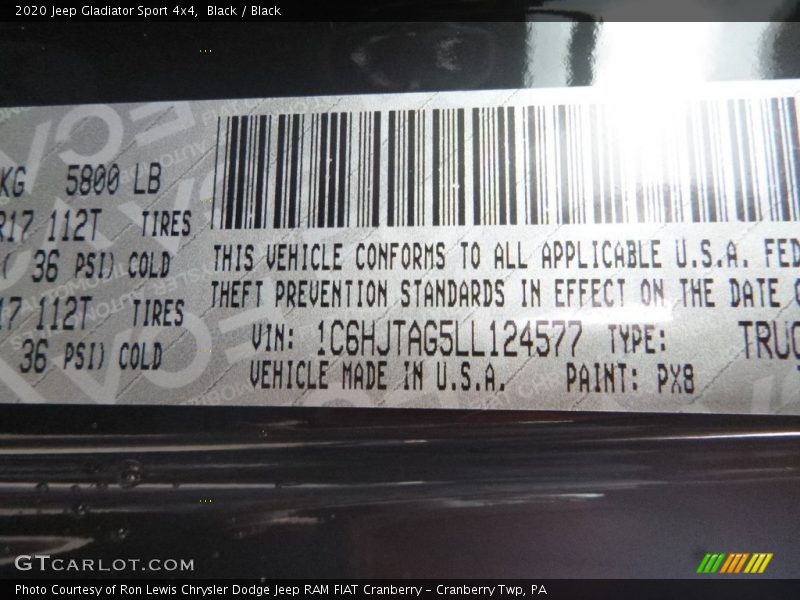 2020 Jeep Gladiator Sport 4x4,  Black / Black
KG 5800 LB
R17 112T TIRES
( 36 PSI) COLD
17 112T TIRES
36 PSI) COLD
THIS VEHICLE CONFORMS TO ALL APPLICABLE U.S.A. FED
THEFT PREVENTION STANDARDS IN EFFECT ON THE DATE
VIN: 1C6HJTAG5LL124577 TYPE: TRUC
VEHICLE MADE IN U.S.A. PAINT: PX8
GTCARLOT.COM
Photo Courtesy of Ron Lewis Chrysler Dodge Jeep RAM FIAT Cranberry - Cranberry Twp, PA